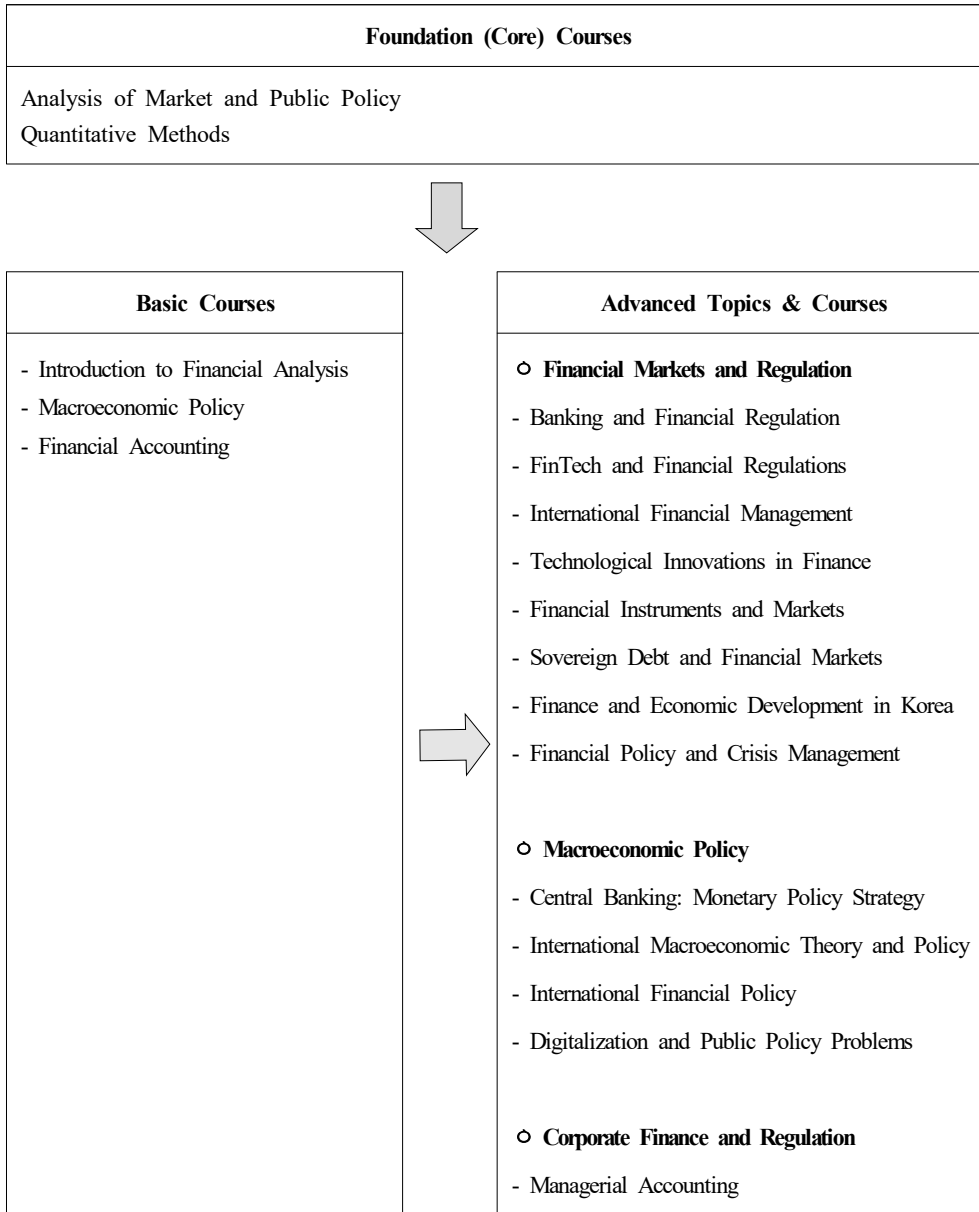 Foundation (Core) Courses
Analysis of Market and Public Policy
Quantitative Methods
Basic Courses
- Introduction to Financial Analysis
- Macroeconomic Policy
- Financial Accounting
Advanced Topics & Courses
o Financial Markets and Regulation
- Banking and Financial Regulation
- FinTech and Financial Regulations
- International Financial Management
- Technological Innovations in Finance
- Financial Instruments and Markets
- Sovereign Debt and Financial Markets
- Finance and Economic Development in Korea
- Financial Policy and Crisis Management
o Macroeconomic Policy
- Central Banking: Monetary Policy Strategy
- International Macroeconomic Theory and Policy
- International Financial Policy
- Digitalization and Public Policy Problems
o Corporate Finance and Regulation
- Managerial Accounting